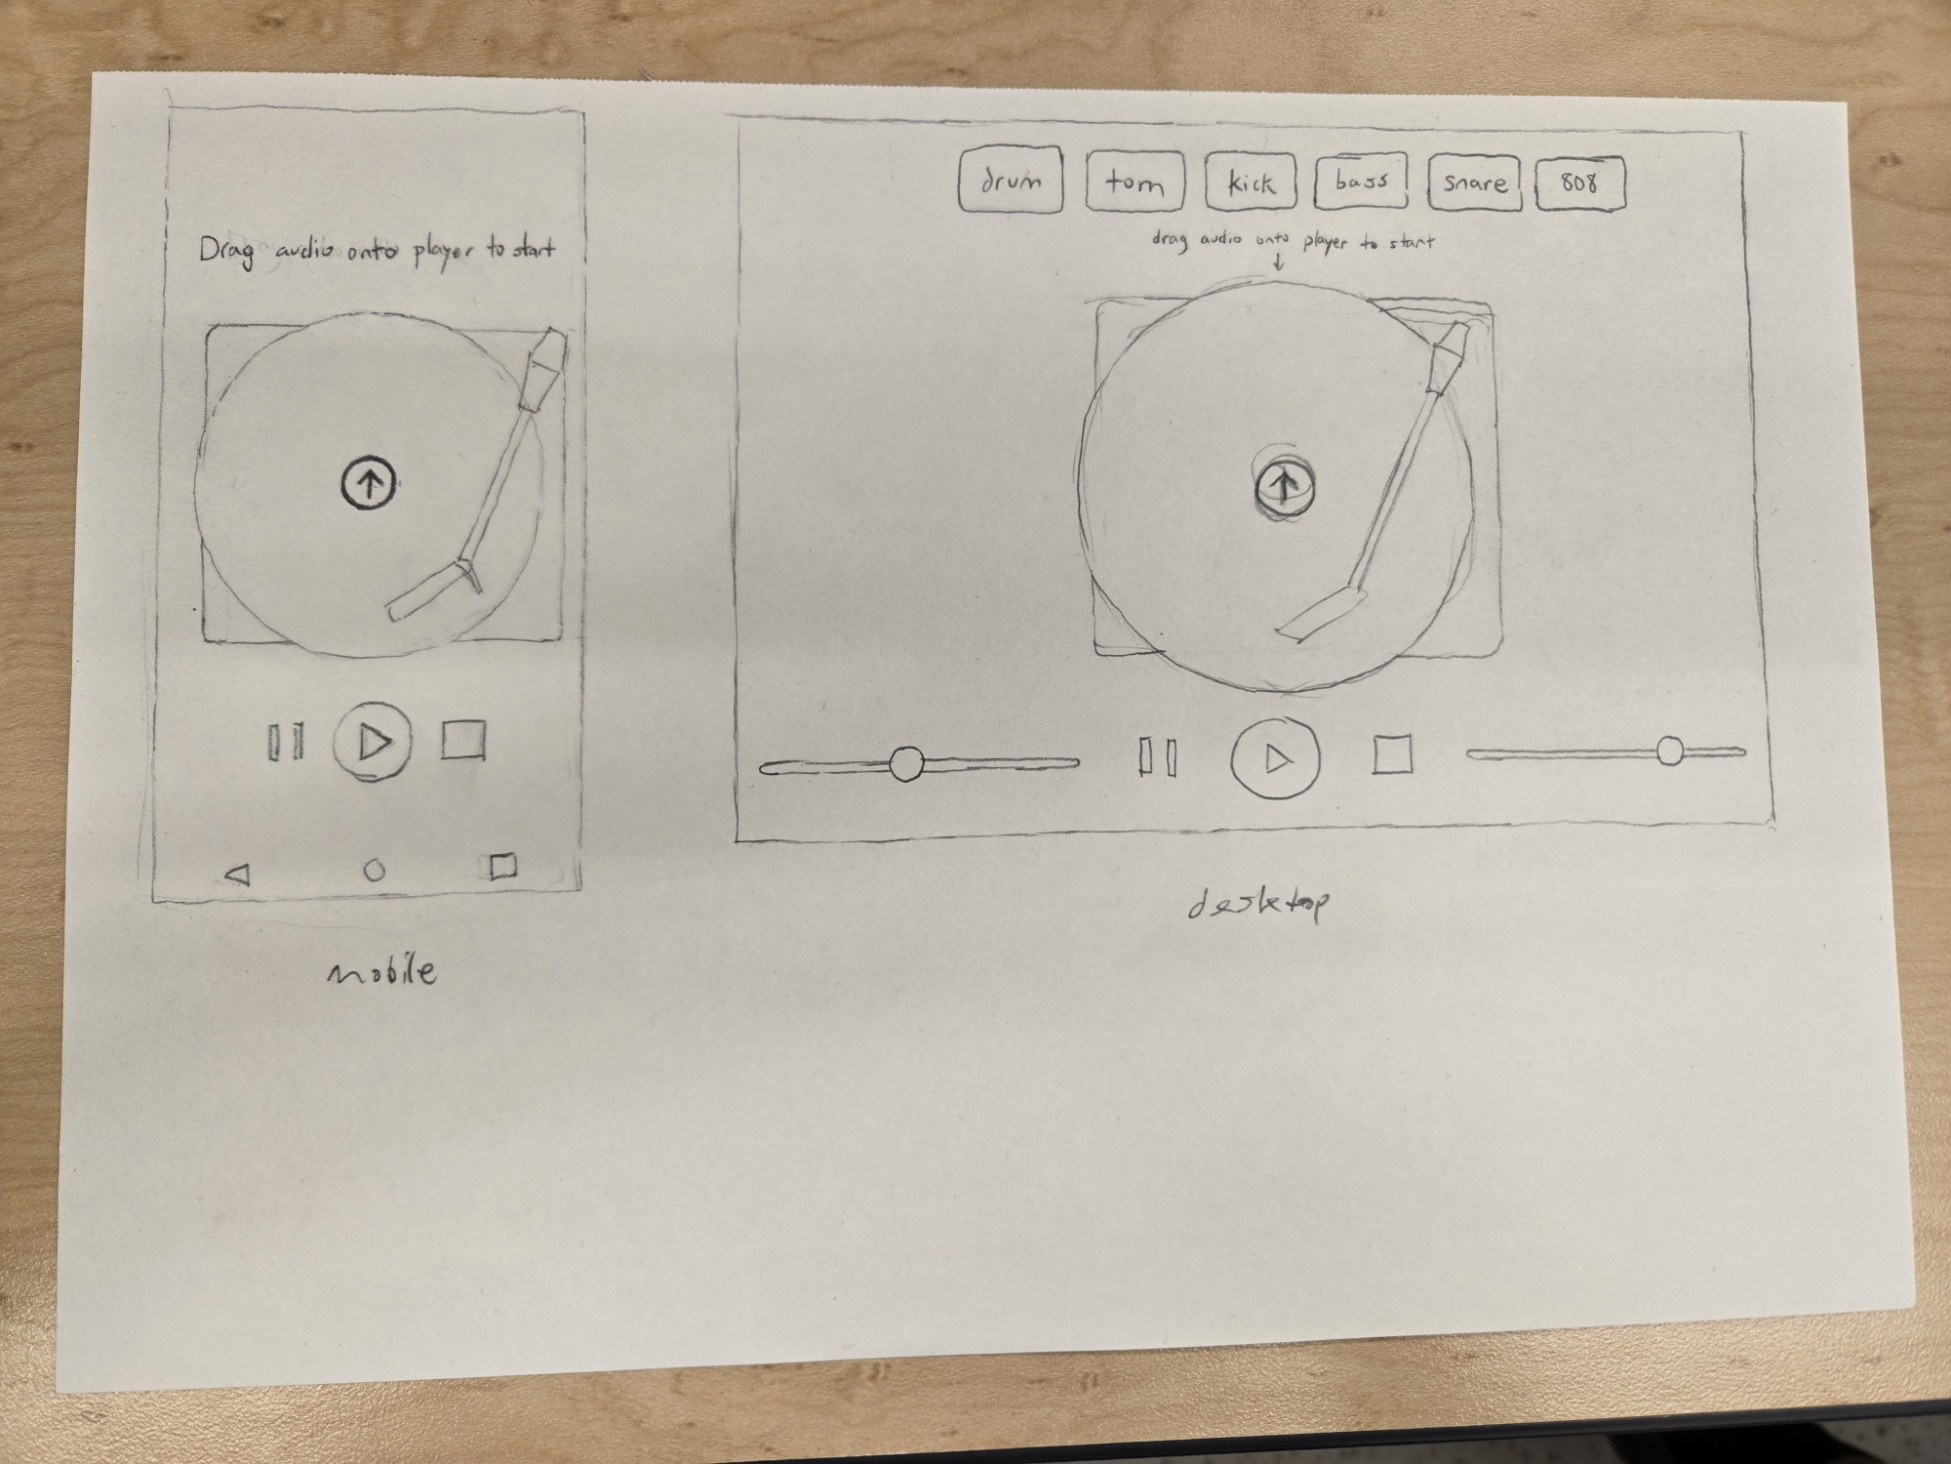 Drag audio onto player to start
mobile
drum tom kick bass snare 808
drag audio onto player to start
desktop